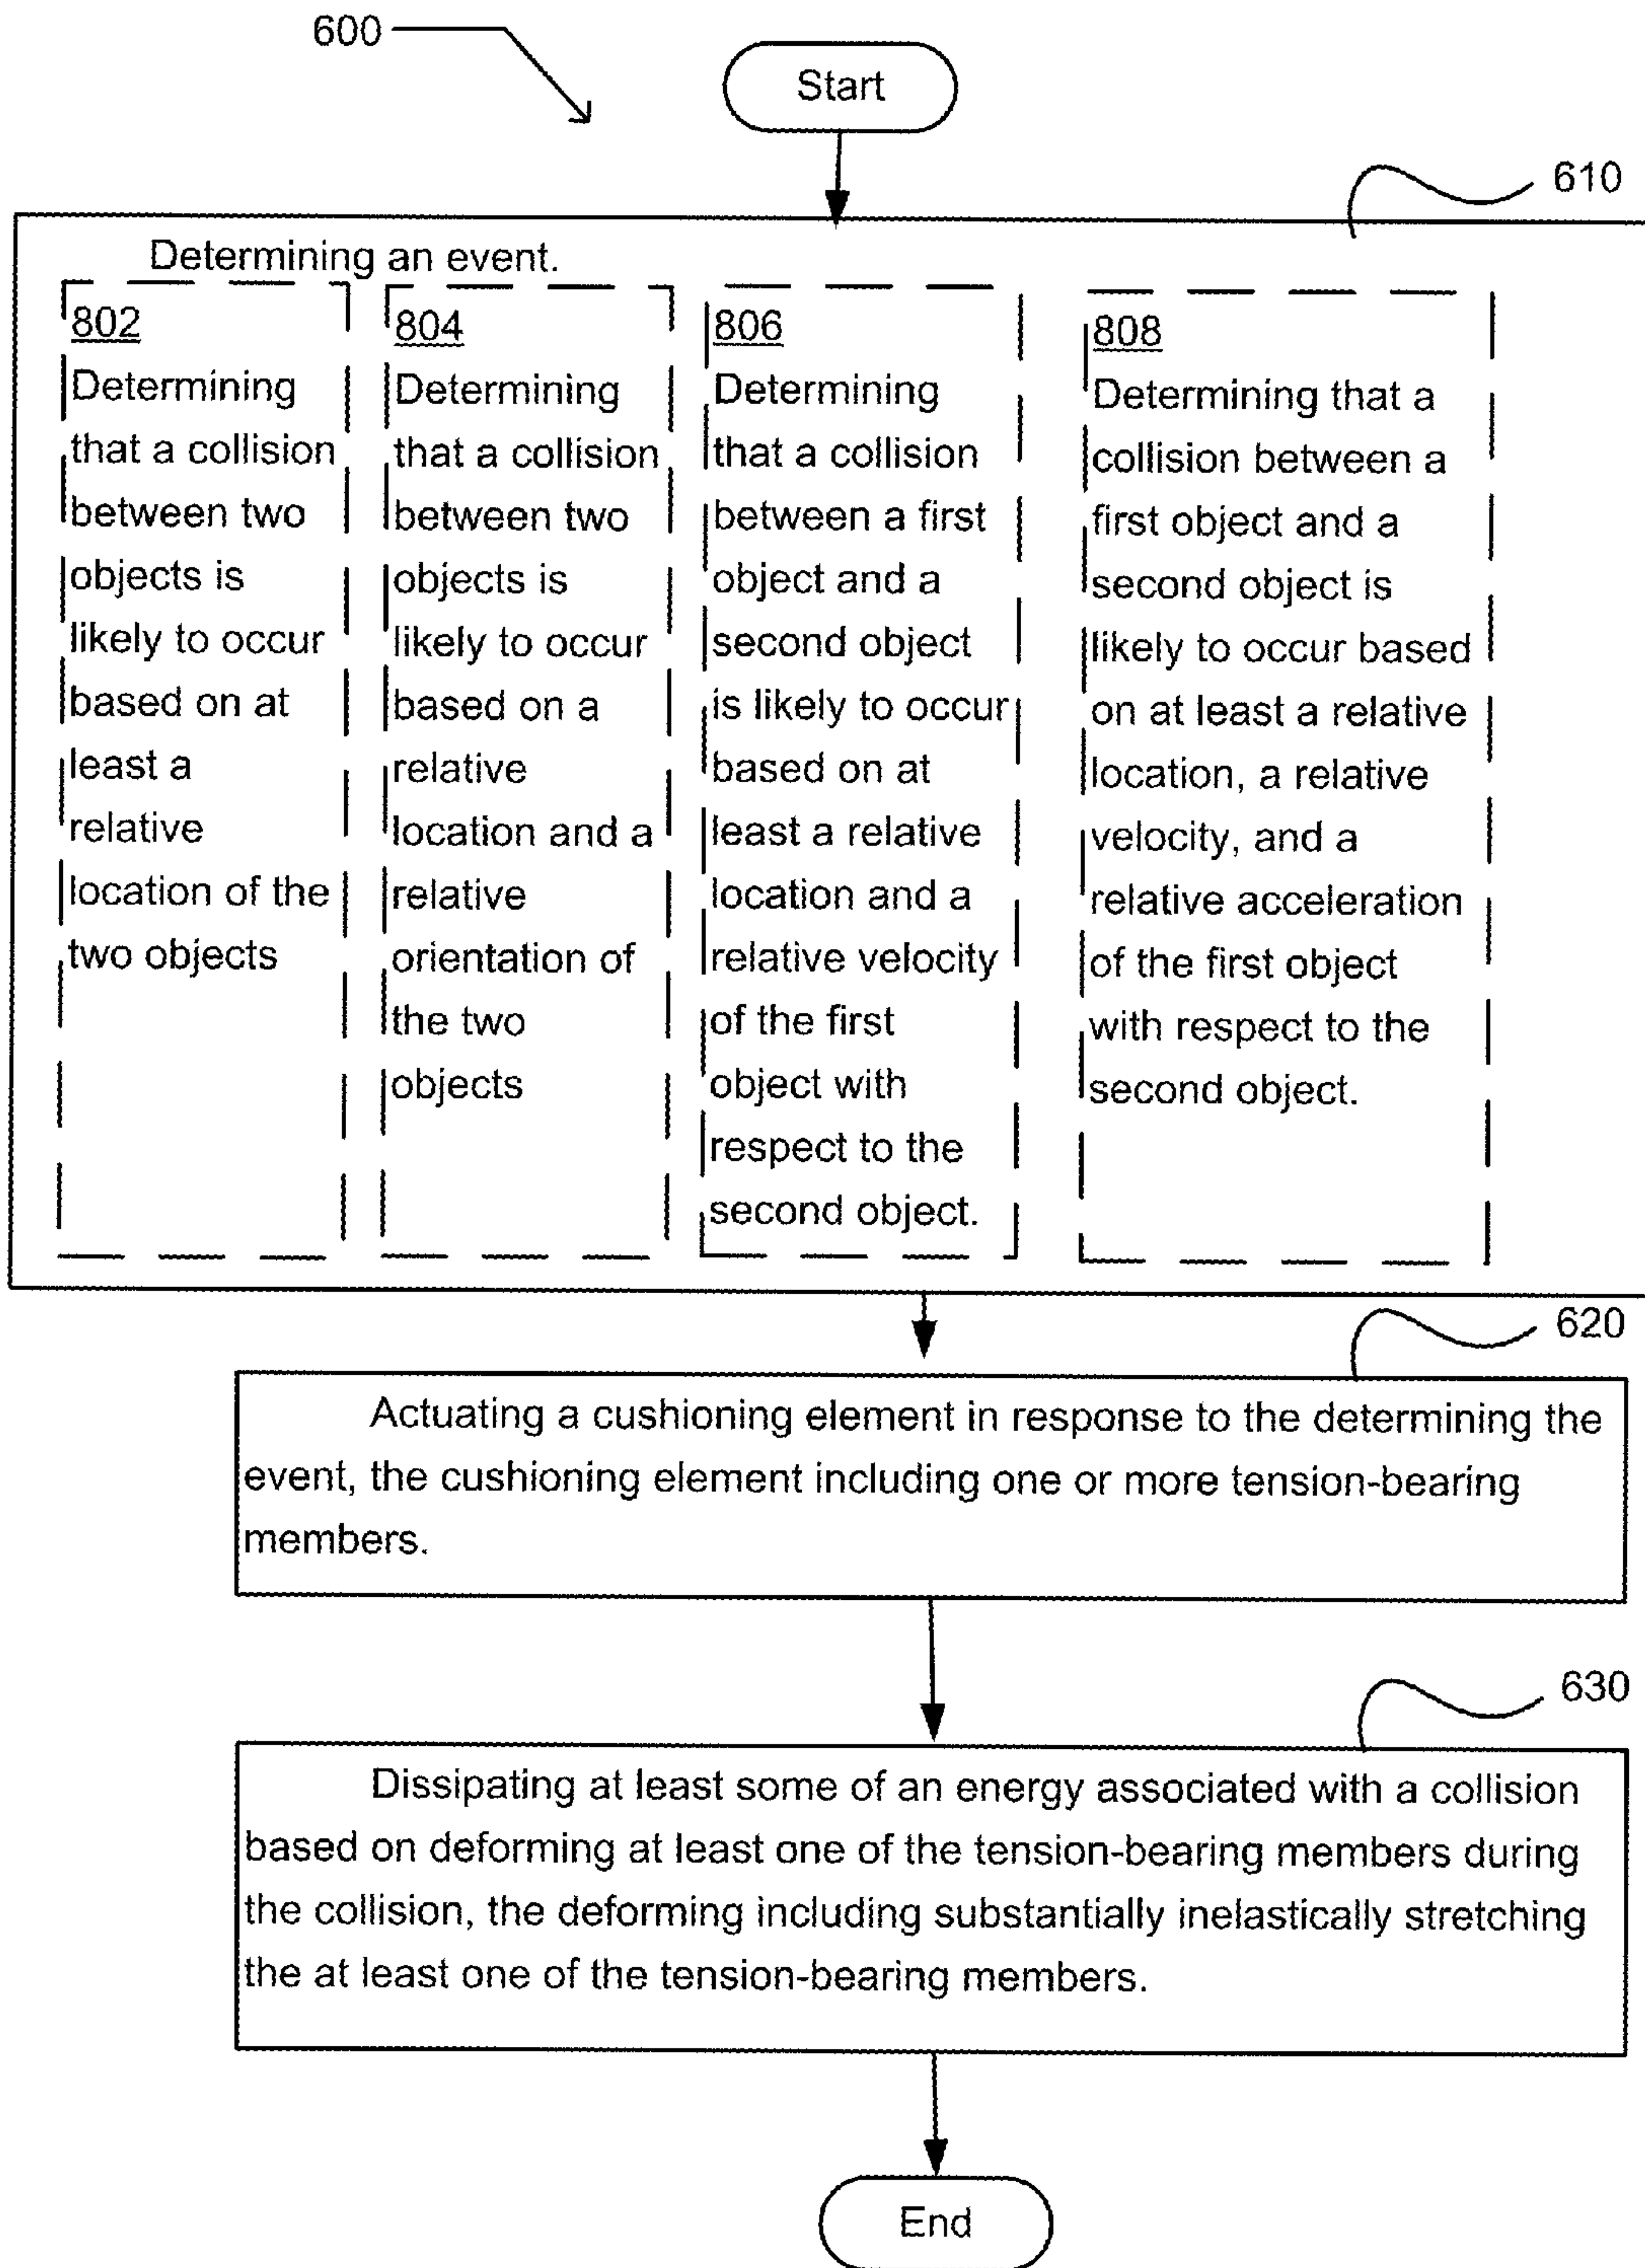 600
Start
610
Determining an event.
802
Determining
that a collision
between two
objects is
likely to occur
based on at
least a
relative
location of the
two objects
804
Determining
that a collision
between two
objects is
likely to occur
based on a
relative
location and a
relative
orientation of
the two
objects
806
Determining
that a collision
between a first
object and a
second object
is likely to occur
based on at
least a relative
location and a
relative velocity
of the first
object with
respect to the
second object.
808
Determining that a
collision between a
first object and a
second object is
likely to occur based
on at least a relative
location, a relative
velocity, and a
relative acceleration
of the first object
with respect to the
second object.
620
Actuating a cushioning element in response to the determining the
event, the cushioning element including one or more tension-bearing
members.
630
Dissipating at least some of an energy associated with a collision
based on deforming at least one of the tension-bearing members during
the collision, the deforming including substantially inelastically stretching
the at least one of the tension-bearing members.
End